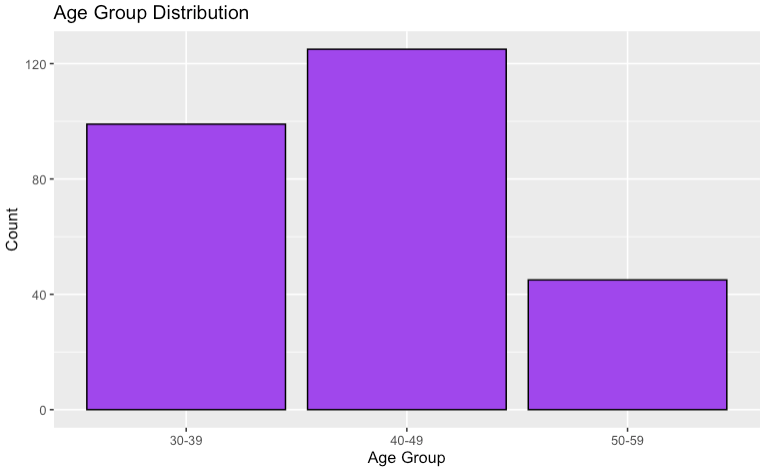 Age Group Distribution
Count
120
80
40
0
30-39 40-49 50-59
Age Group